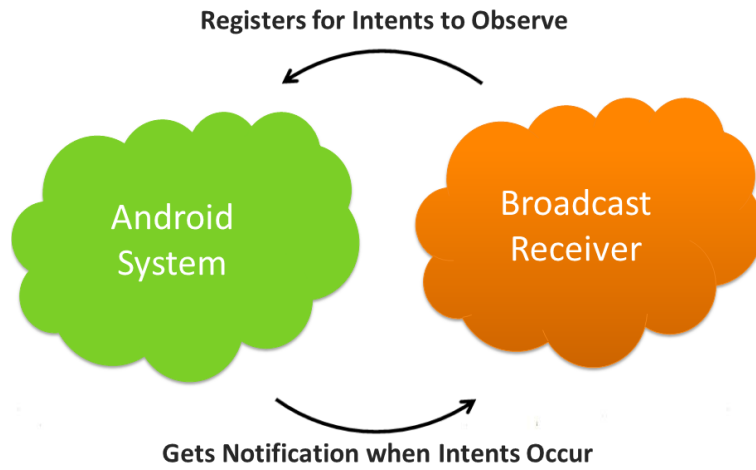 Registers for Intents to Observe
Android
System
Broadcast
Receiver
Gets Notification when Intents Occur